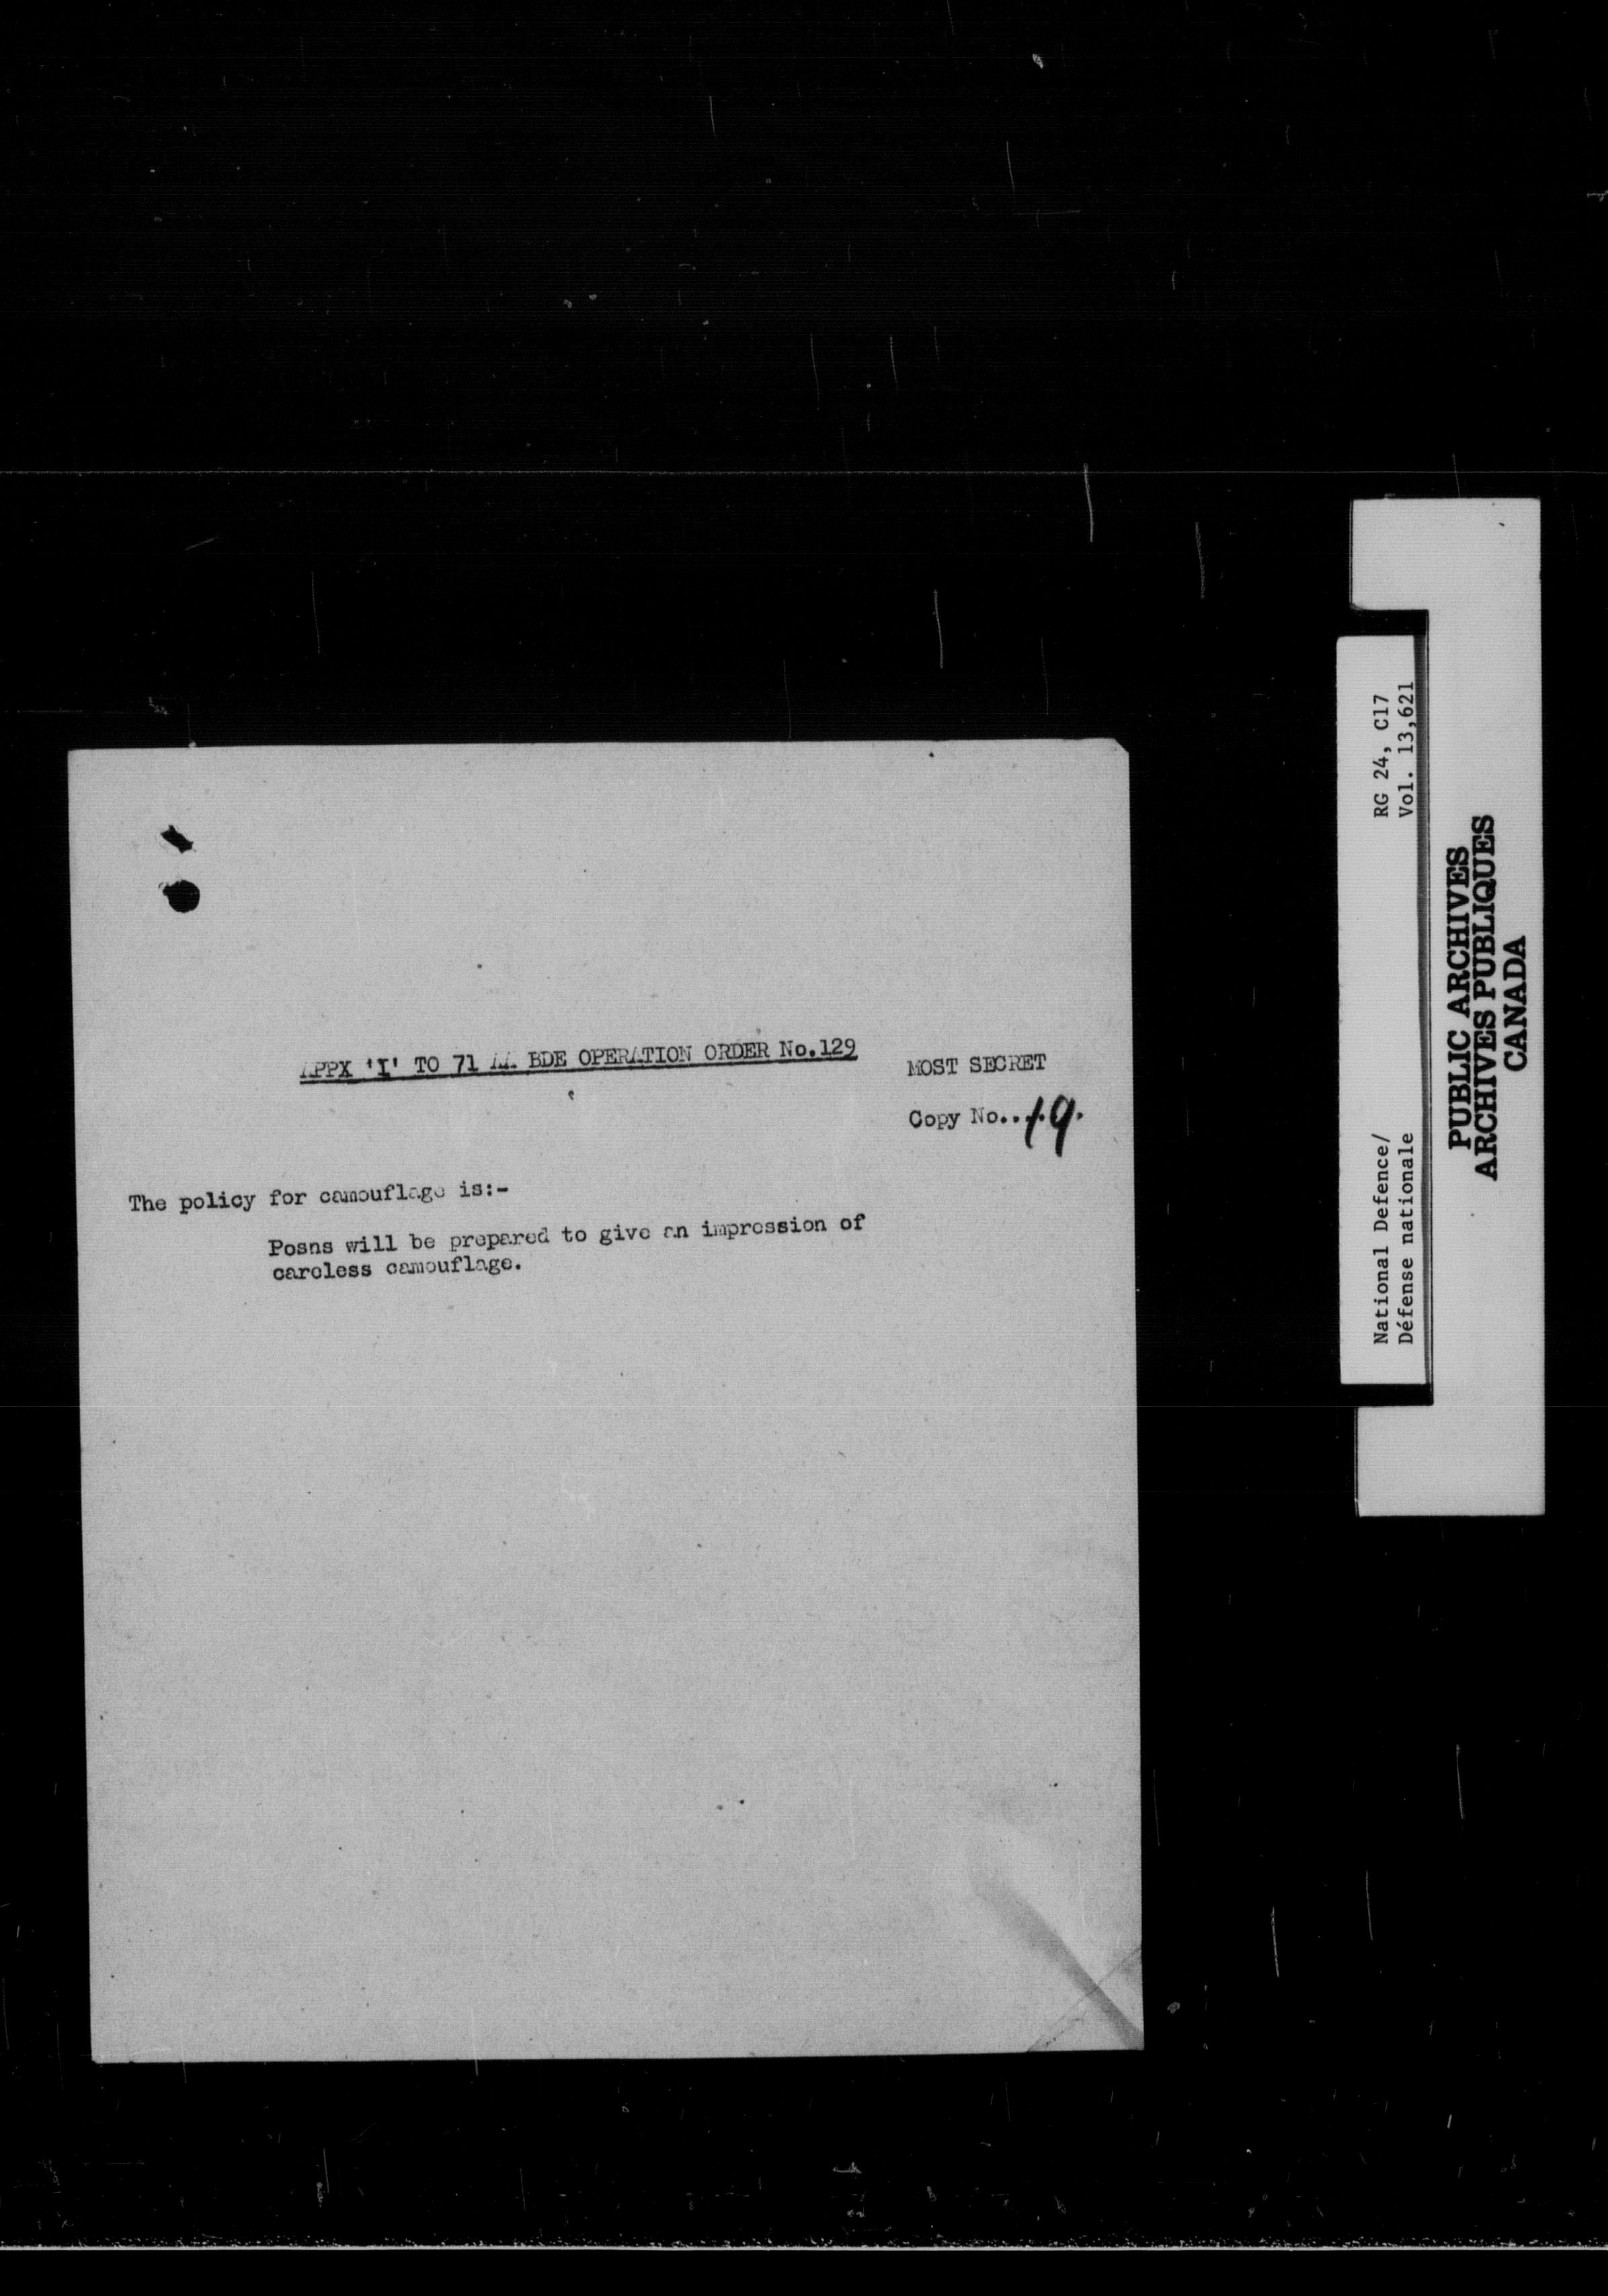 APPX 'I' TO 71 AA BDE OPERATION ORDER No.129
MOST SECRET
Copy No...19.
The policy for camouflage is:-
Posns will be prepared to give an impression of
careless camouflage.
National Defence/ RG 24, C17
Défense nationale Vol. 13,621
PUBLIC ARCHIVES
ARCHIVES PUBLIQUES
CANADA